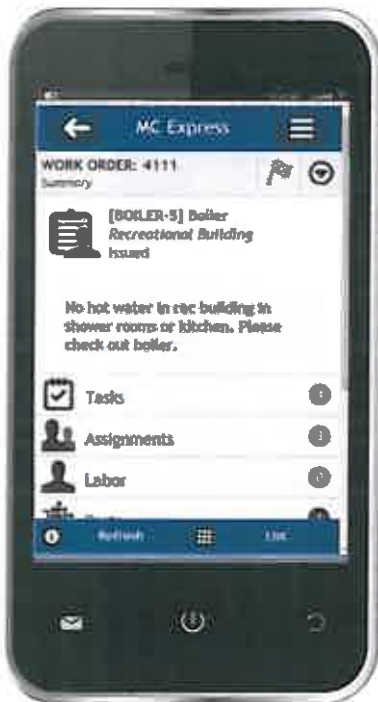 MC Express
WORK ORDER: 4111
Summary
[BOILER-5] Boiler
Recreational Building
Issued
No hot water in rec building in
shower rooms or kitchen. Please
check out boiler.
Tasks
Assignments
Labor
Refresh